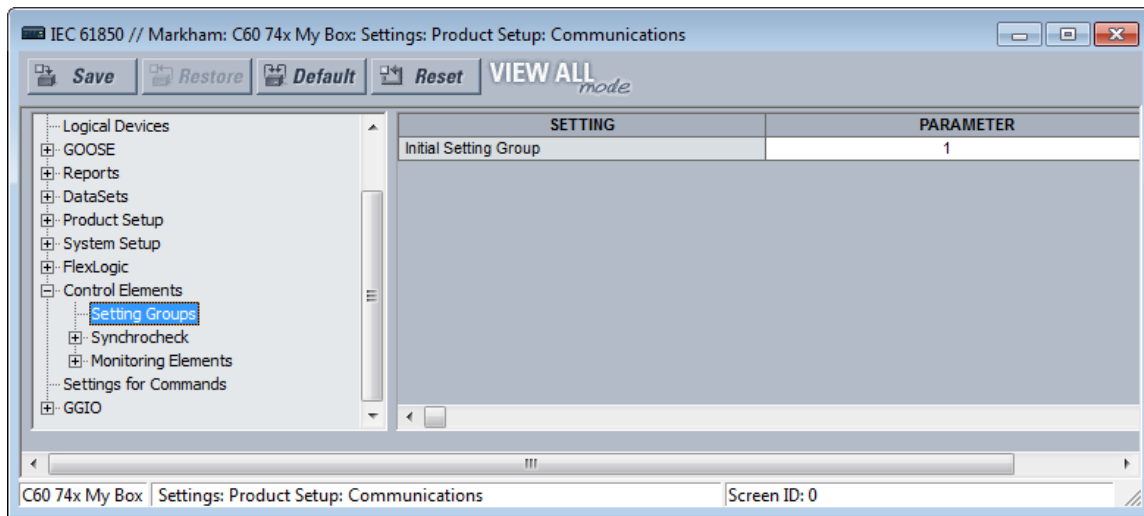 IEC 61850 // Markham: C60 74x My Box: Settings: Product Setup: Communications
Save Restore Default Reset VIEW ALL mode
Logical Devices
GOOSE
Reports
DataSets
Product Setup
System Setup
FlexLogic
Control Elements
Setting Groups
Synchrocheck
Monitoring Elements
Settings for Commands
GGIO
SETTING PARAMETER
Initial Setting Group 1
C60 74x My Box Settings: Product Setup: Communications Screen ID: 0